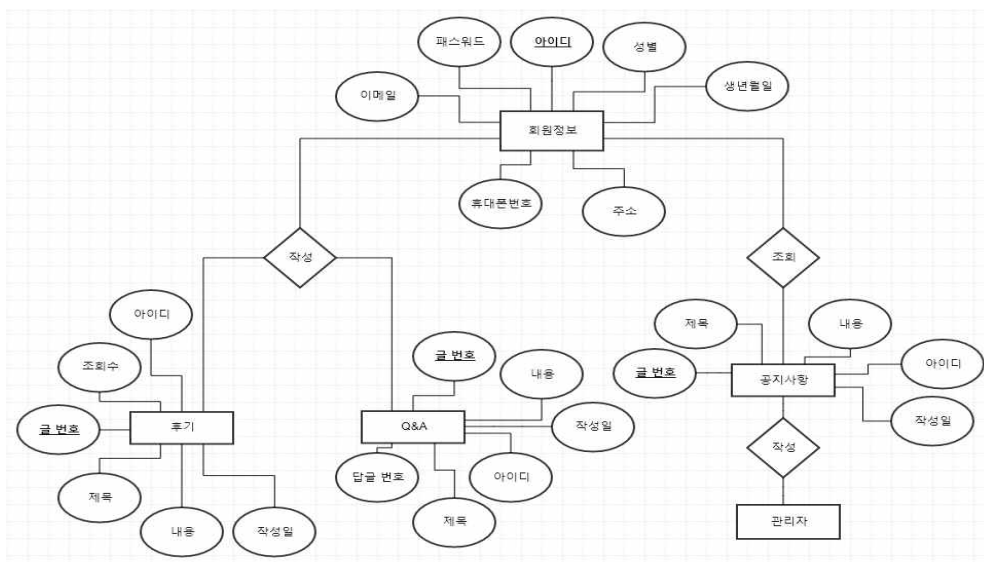 패스워드
아이디
성별
이메일
생년월일
회원정보
휴대폰번호
주소
작성
조회
아이디
제목
내용
조회수
글 번호
내용
글 번호
아이디
공지사항
글 번호
후기
Q&A
작성일
작성일
작성
제목
답글 번호
아이디
내용
작성일
제목
관리자